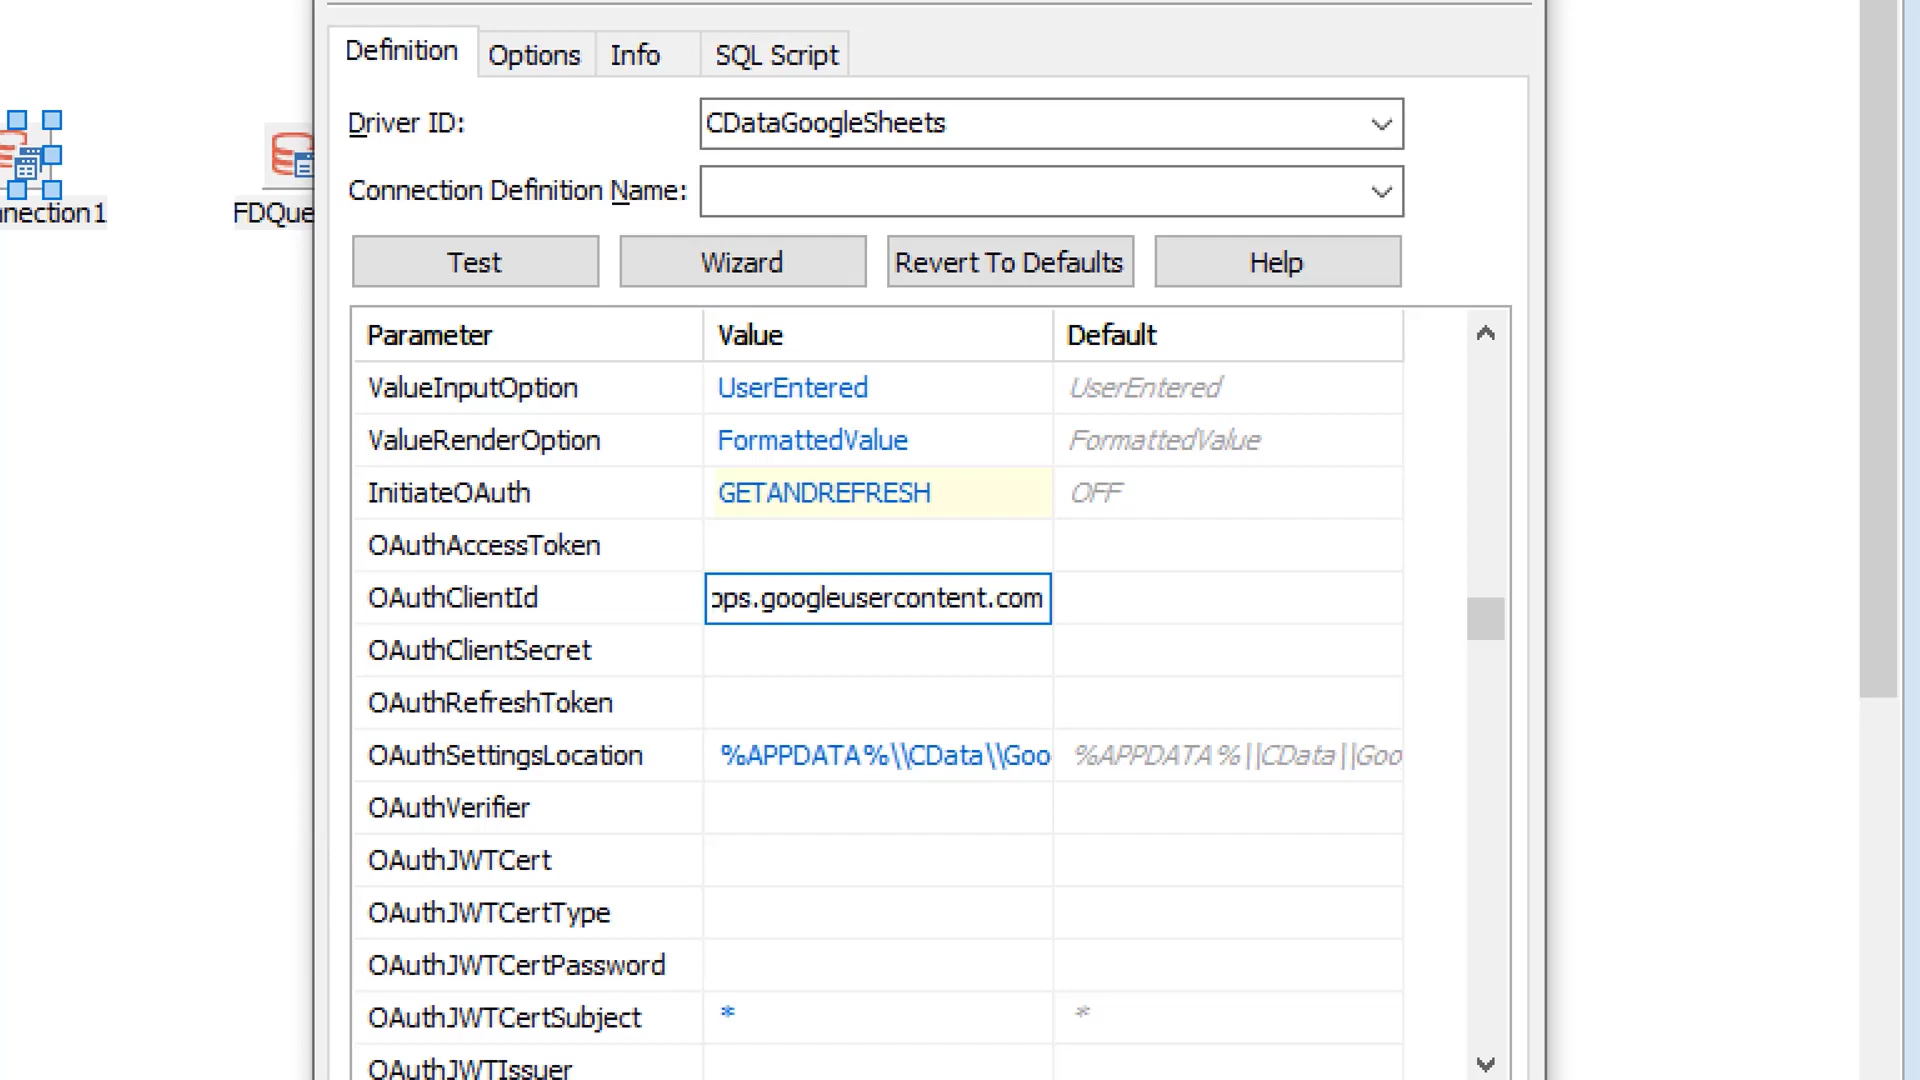 Definition Options Info SQL Script
Driver ID: CDataGoogleSheets
Connection Definition Name:
nnection1
FDQue
Test Wizard Revert To Defaults Help
Parameter Value Default
ValueInputOption UserEntered UserEntered
ValueRenderOption FormattedValue FormattedValue
InitiateOAuth GETANDREFRESH OFF
OAuthAccessToken
OAuthClientId ops.googleusercontent.com
OAuthClientSecret
OAuthRefreshToken
OAuthSettingsLocation %APPDATA%\\CData\\Goo %APPDATA%||CData||Goo
OAuthVerifier
OAuthJWTCert
OAuthJWTCertType
OAuthJWTCertPassword
OAuthJWTCertSubject * *
OAuthJWTIssuer